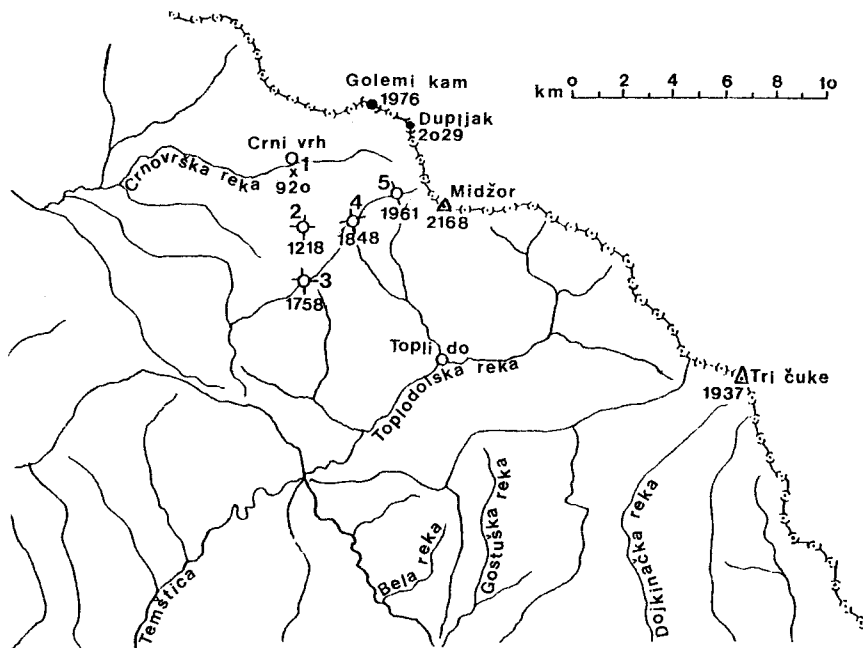 Golemi kam
1976
0 2 4 6 8 10
km
Dupljak
2o29
Crni vrh
1
92o
Crnovrška reka
5
1961
Midžor
2168
2
1218
4
1848
3
1758
Topli do
Toplodolska reka
Tri čuke
1937
Temštica
Bela reka
Gostuška reka
Dojkinačka reka